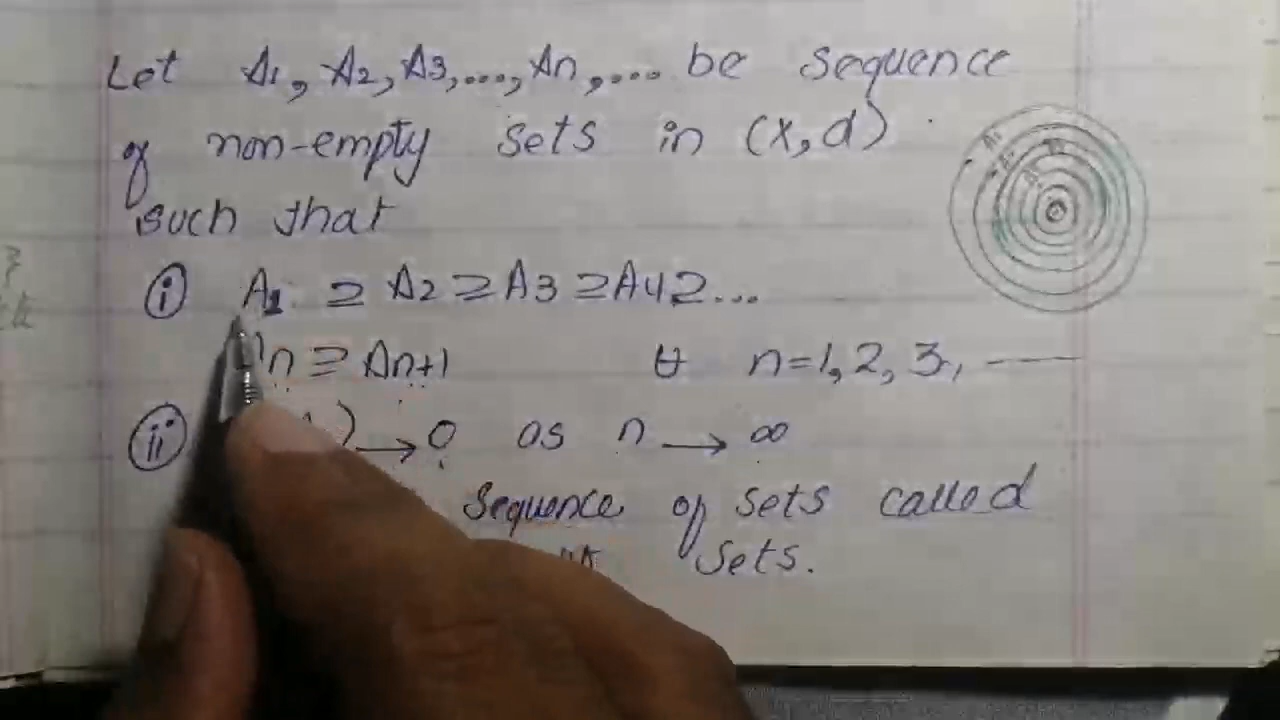 Let A1, A2, A3, ..., An, .... be sequence
of non-empty sets in (X, d)
such that
(i) A1 ⊇ A2 ⊇ A3 ⊇ A4 ⊇ ...
n ⊇ An+1 ∀ n=1, 2, 3, ——
(ii) ) → 0 as n → ∞
Sequence of sets called
sets.